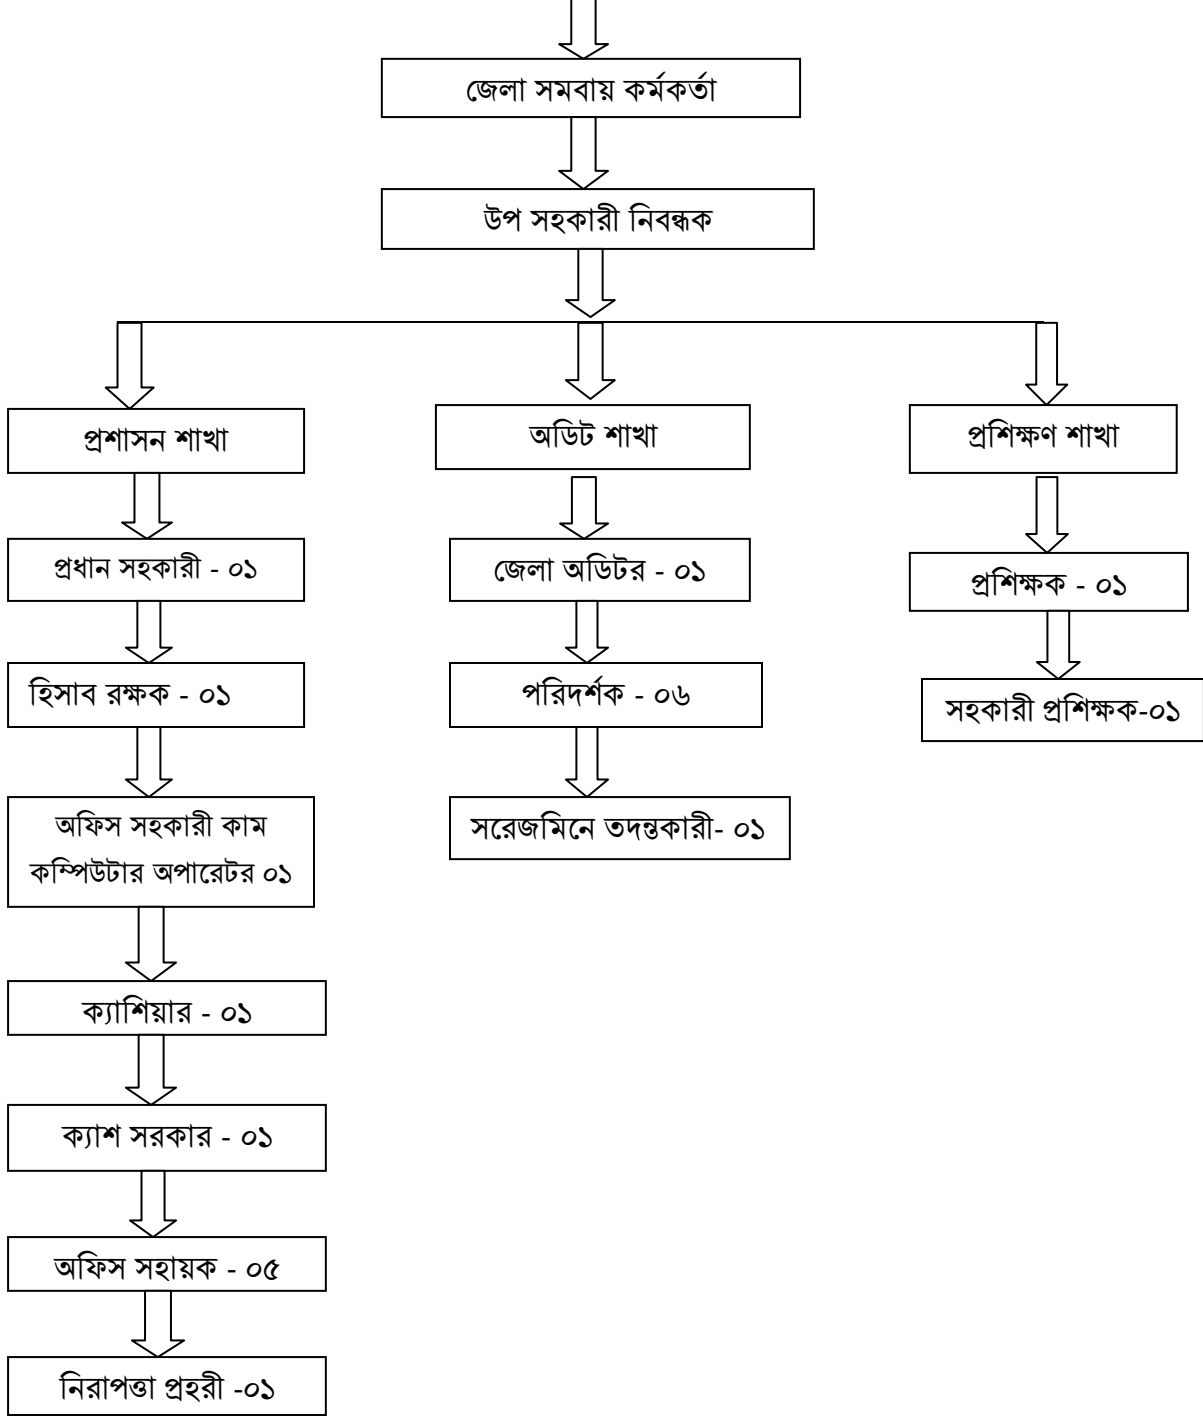 জেলা সমবায় কর্মকর্তা
উপ সহকারী নিবন্ধক
প্রশাসন শাখা
প্রধান সহকারী - ০১
হিসাব রক্ষক - ০১
অফিস সহকারী কাম
কম্পিউটার অপারেটর ০১
ক্যাশিয়ার - ০১
ক্যাশ সরকার - ০১
অফিস সহায়ক - ০৫
নিরাপত্তা প্রহরী -০১
অডিট শাখা
জেলা অডিটর - ০১
পরিদর্শক - ০৬
সরেজমিনে তদন্তকারী- ০১
প্রশিক্ষণ শাখা
প্রশিক্ষক - ০১
সহকারী প্রশিক্ষক-০১